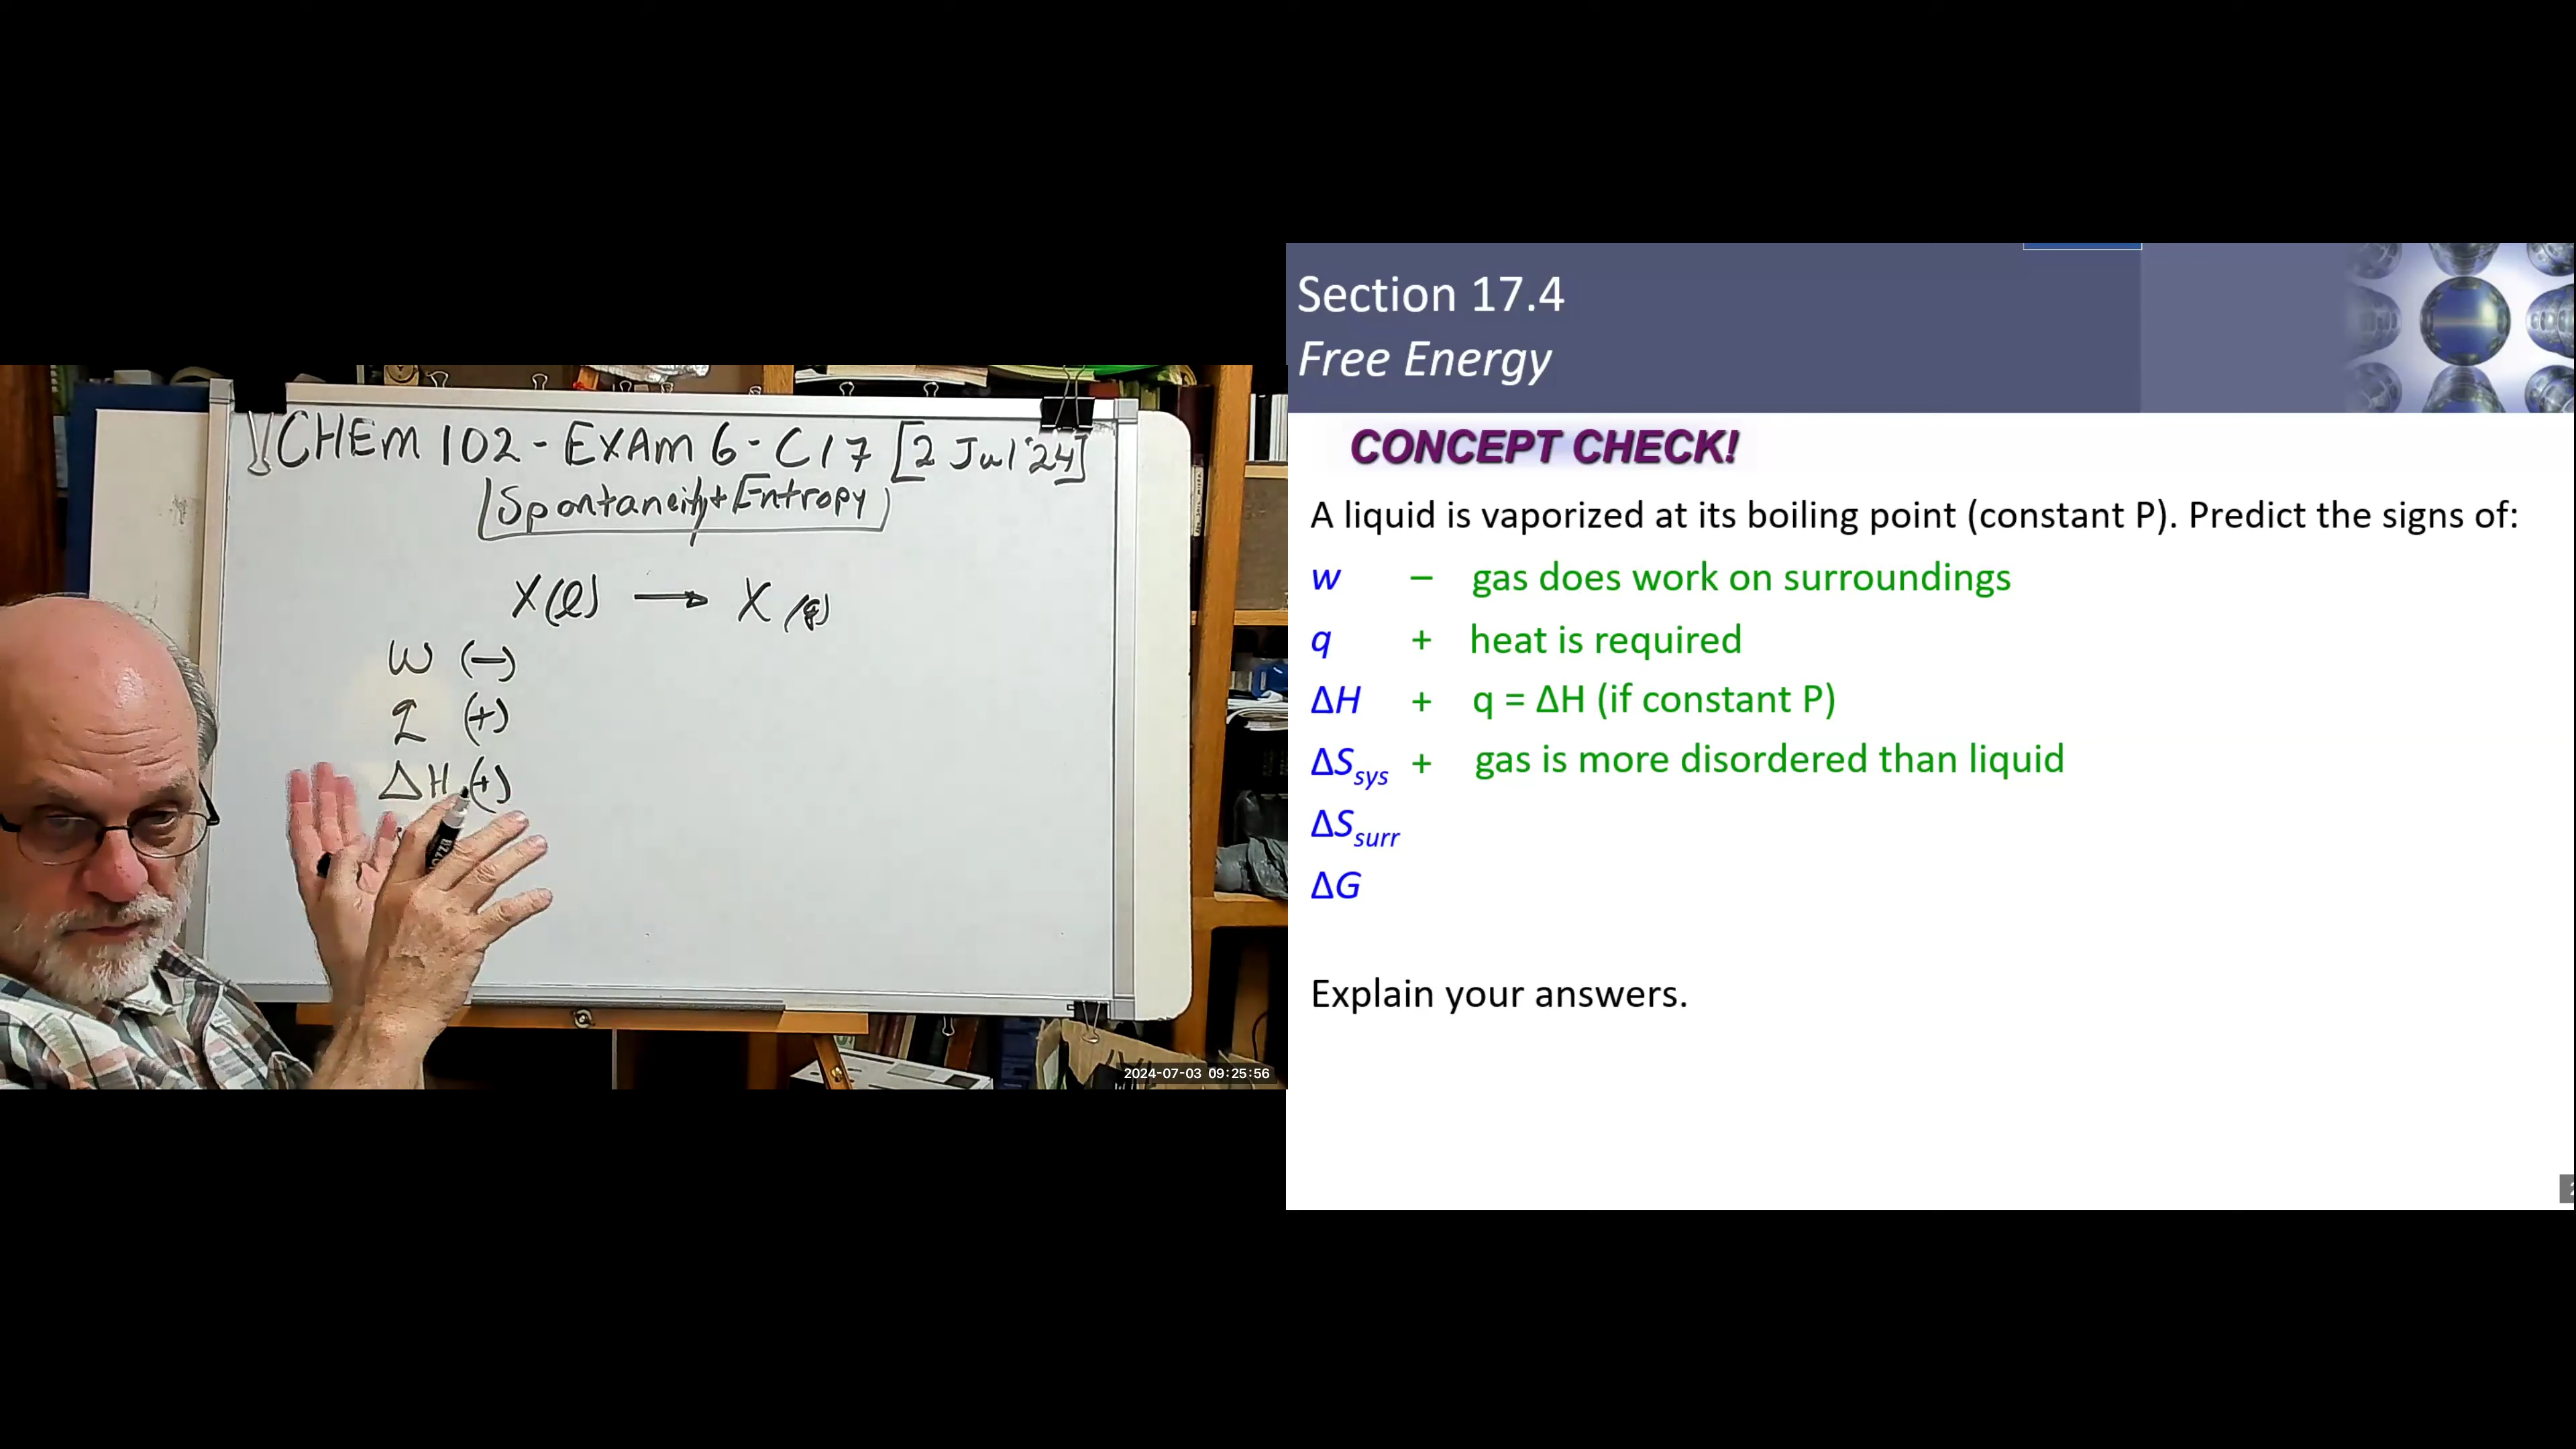 CHEM 102 - EXAM 6 - C17 [2 Jul '24]
Spontaneity + Entropy
X(l) → X(g)
w (−)
q (+)
ΔH (+)
2024-07-03 09:25:56
Section 17.4
Free Energy
CONCEPT CHECK!
A liquid is vaporized at its boiling point (constant P). Predict the signs of:
w – gas does work on surroundings
q + heat is required
ΔH + q = ΔH (if constant P)
ΔSsys + gas is more disordered than liquid
ΔSsurr
ΔG
Explain your answers.